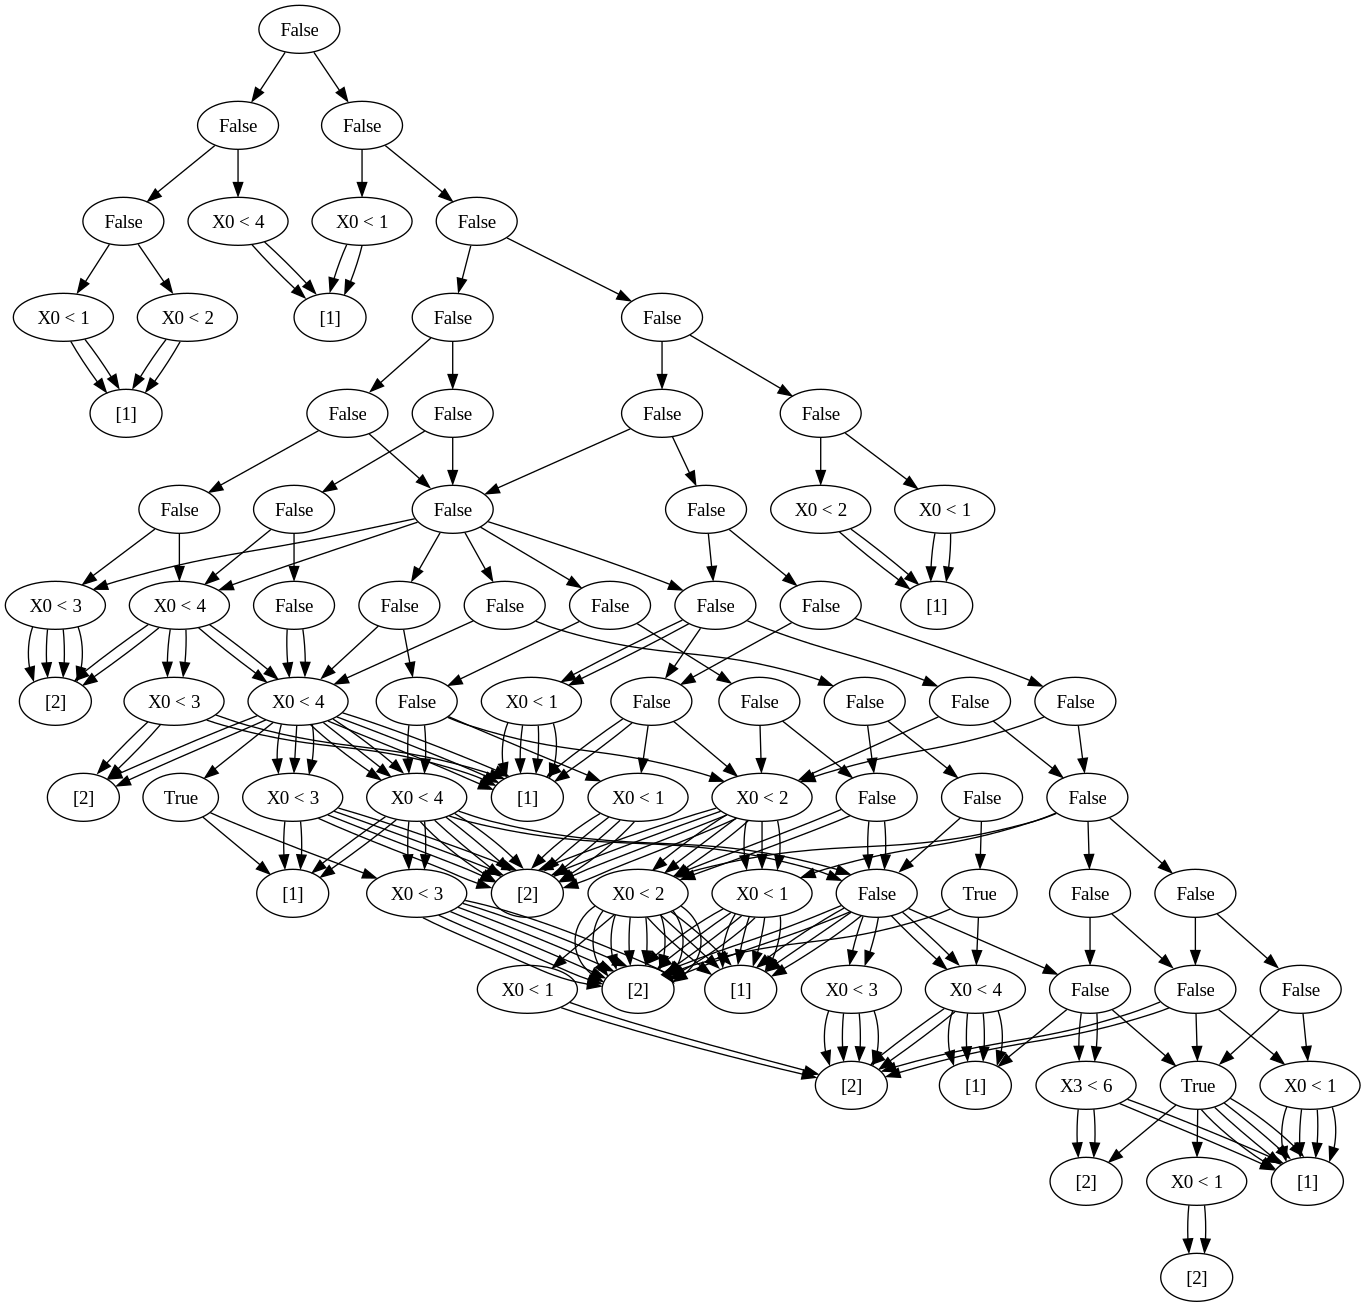 False
False
False
False
X0 < 4
X0 < 1
False
X0 < 1
X0 < 2
[1]
False
False
[1]
False
False
False
False
False
False
False
False
X0 < 2
X0 < 1
X0 < 3
X0 < 4
False
False
False
False
False
False
[1]
[2]
X0 < 3
X0 < 4
False
X0 < 1
False
False
False
False
False
[2]
True
X0 < 3
X0 < 4
[1]
X0 < 1
X0 < 2
False
False
False
[1]
X0 < 3
[2]
X0 < 2
X0 < 1
False
True
False
False
X0 < 1
[2]
[1]
X0 < 3
X0 < 4
False
False
False
[2]
[1]
X3 < 6
True
X0 < 1
[2]
X0 < 1
[1]
[2]